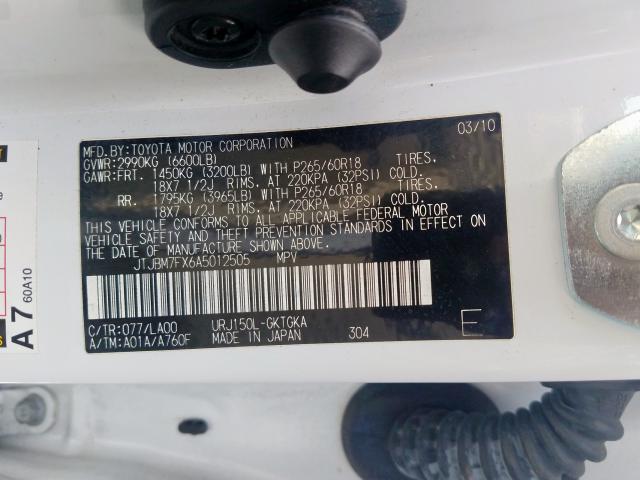 MFD.BY:TOYOTA MOTOR CORPORATION 03/10
GVWR:2990KG (6600LB)
GAWR:FRT. 1450KG (3200LB) WITH P265/60R18 TIRES,
18X7 1/2J RIMS, AT 220KPA (32PSI) COLD.
RR. 1795KG (3965LB) WITH P265/60R18 TIRES,
18X7 1/2J RIMS, AT 220KPA (32PSI) COLD.
THIS VEHICLE CONFORMS TO ALL APPLICABLE FEDERAL MOTOR
VEHICLE SAFETY AND THEFT PREVENTION STANDARDS IN EFFECT
ON THE DATE OF MANUFACTURE SHOWN ABOVE.
JTJBM7FX6A5012505 MPV
C/TR:077/LA00 URJ150L-GKTGKA
A/TM:A01A/A760F MADE IN JAPAN 304 E
A7 60A10